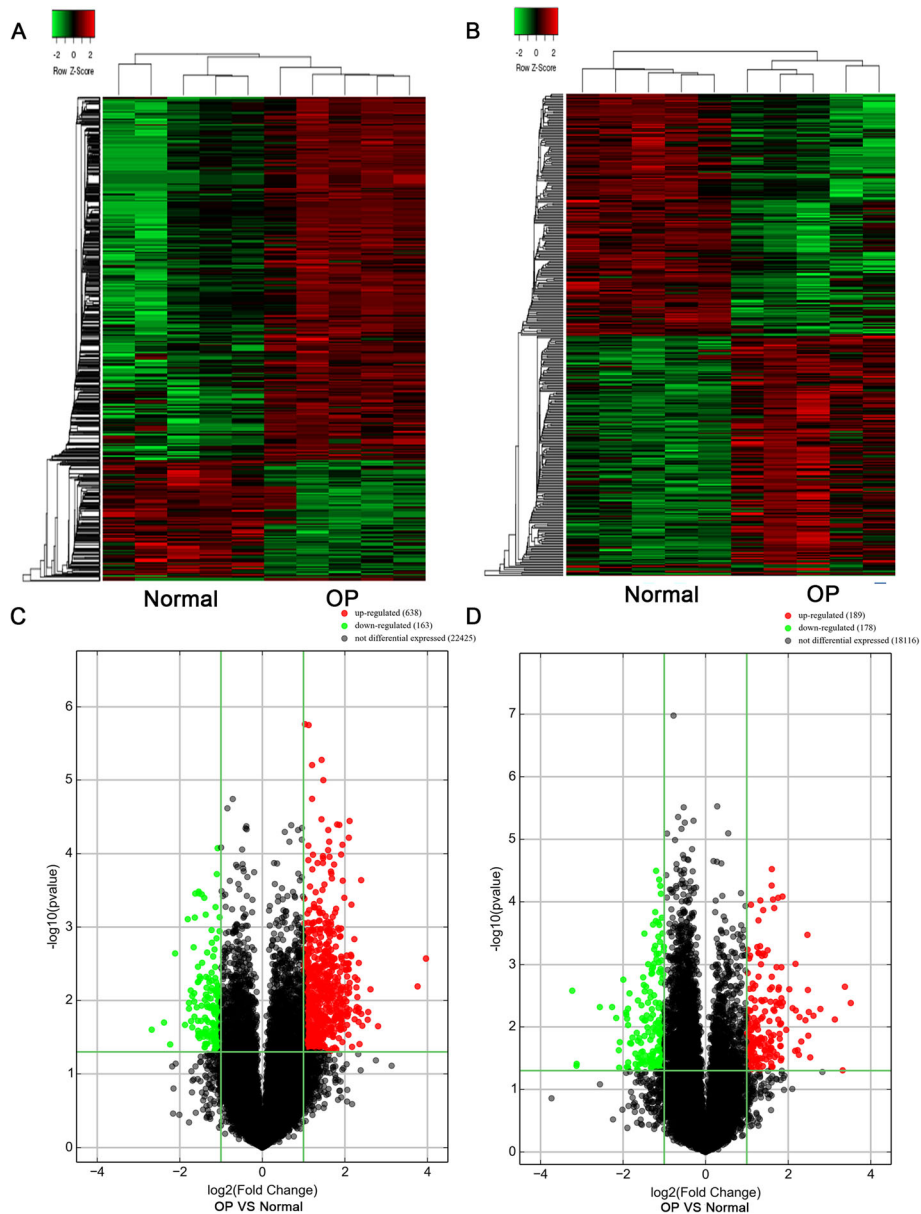 A
-2 0 2
Row Z-Score
B
-2 0 2
Row Z-Score
Normal OP
Normal OP
C
up-regulated (638)
down-regulated (163)
not differential expressed (22425)
D
up-regulated (189)
down-regulated (178)
not differential expressed (18116)
6
5
4
3
2
1
0
-log10(pvalue)
−4 −2 0 2 4
log2(Fold Change)
OP VS Normal
7
6
5
4
3
2
1
0
-log10(pvalue)
−4 −2 0 2 4
log2(Fold Change)
OP VS Normal